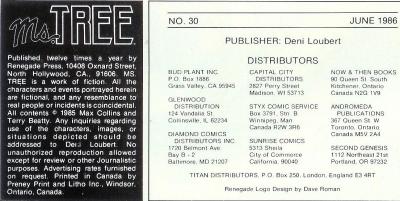 Ms. TREE
Published twelve times a year by
Renegade Press, 10408 Oxnard Street,
North Hollywood, CA., 91606. MS.
TREE is a work of fiction. All the
characters and events portrayed herein
are fictional, and any resemblance to
real people or incidents is coincidental.
All contents © 1985 Max Collins and
Terry Beatty. Any inquiries regarding
use of the characters, images, or
situations depicted should be
addressed to Deni Loubert. No
unauthorized reproduction allowed
except for review or other Journalistic
purposes. Advertising rates furnished
on request. Printed in Canada by
Preney Print and Litho Inc., Windsor,
Ontario, Canada.
NO. 30 JUNE 1986
PUBLISHER: Deni Loubert
DISTRIBUTORS
BUD PLANT INC
P.O. Box 1886
Grass Valley, CA 95945
GLENWOOD
DISTRIBUTION
124 Vandalia St.
Collinsville, IL 62234
DIAMOND COMICS
DISTRIBUTORS INC.
1720 Belmont Ave.
Bay B - 2
Baltimore, MD 21207
CAPITAL CITY
DISTRIBUTORS
2827 Perry Street
Madison, WI 53713
STYX COMIC SERVICE
Box 3791, Stn. B
Winnipeg, Man
Canada R2W 3R6
SUNRISE COMICS
5313 Sheila
City of Commerce
California, 90040
NOW & THEN BOOKS
90 Queen St. South
Kitchener, Ontario
Canada N2G 1V9
ANDROMEDA
PUBLICATIONS
367 Queen St. W
Toronto, Ontario
Canada M5V 2A4
SECOND GENESIS
1112 Northeast 21st
Portland, OR 97232
TITAN DISTRIBUTORS, P.O. Box 250, London, England E3 4RT
Renegade Logo Design by Dave Roman